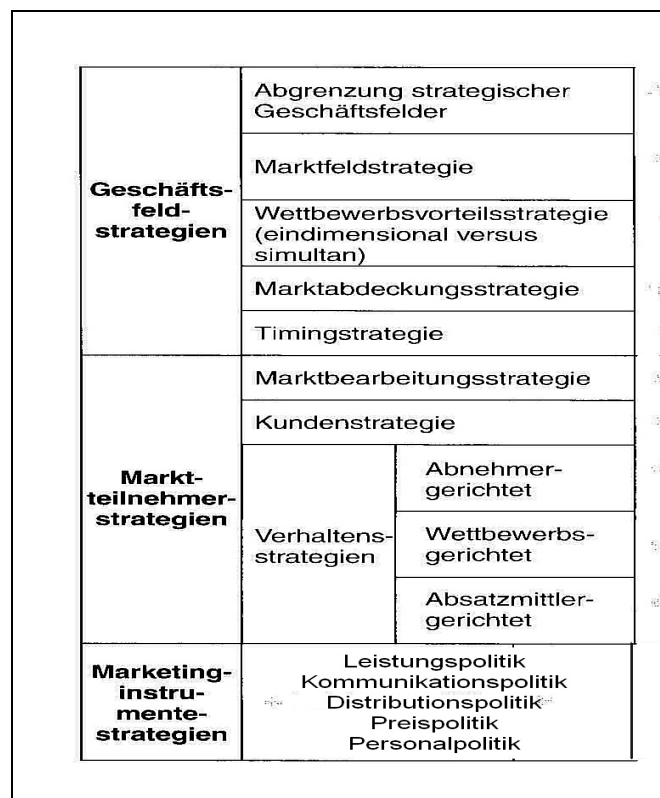 Geschäfts-
feld-
strategien
Abgrenzung strategischer
Geschäftsfelder
Marktfeldstrategie
Wettbewerbsvorteilsstrategie
(eindimensional versus
simultan)
Marktabdeckungsstrategie
Timingstrategie
Markt-
teilnehmer-
strategien
Marktbearbeitungsstrategie
Kundenstrategie
Verhaltens-
strategien
Abnehmer-
gerichtet
Wettbewerbs-
gerichtet
Absatzmittler-
gerichtet
Marketing-
instru-
mente-
strategien
Leistungspolitik
Kommunikationspolitik
Distributionspolitik
Preispolitik
Personalpolitik